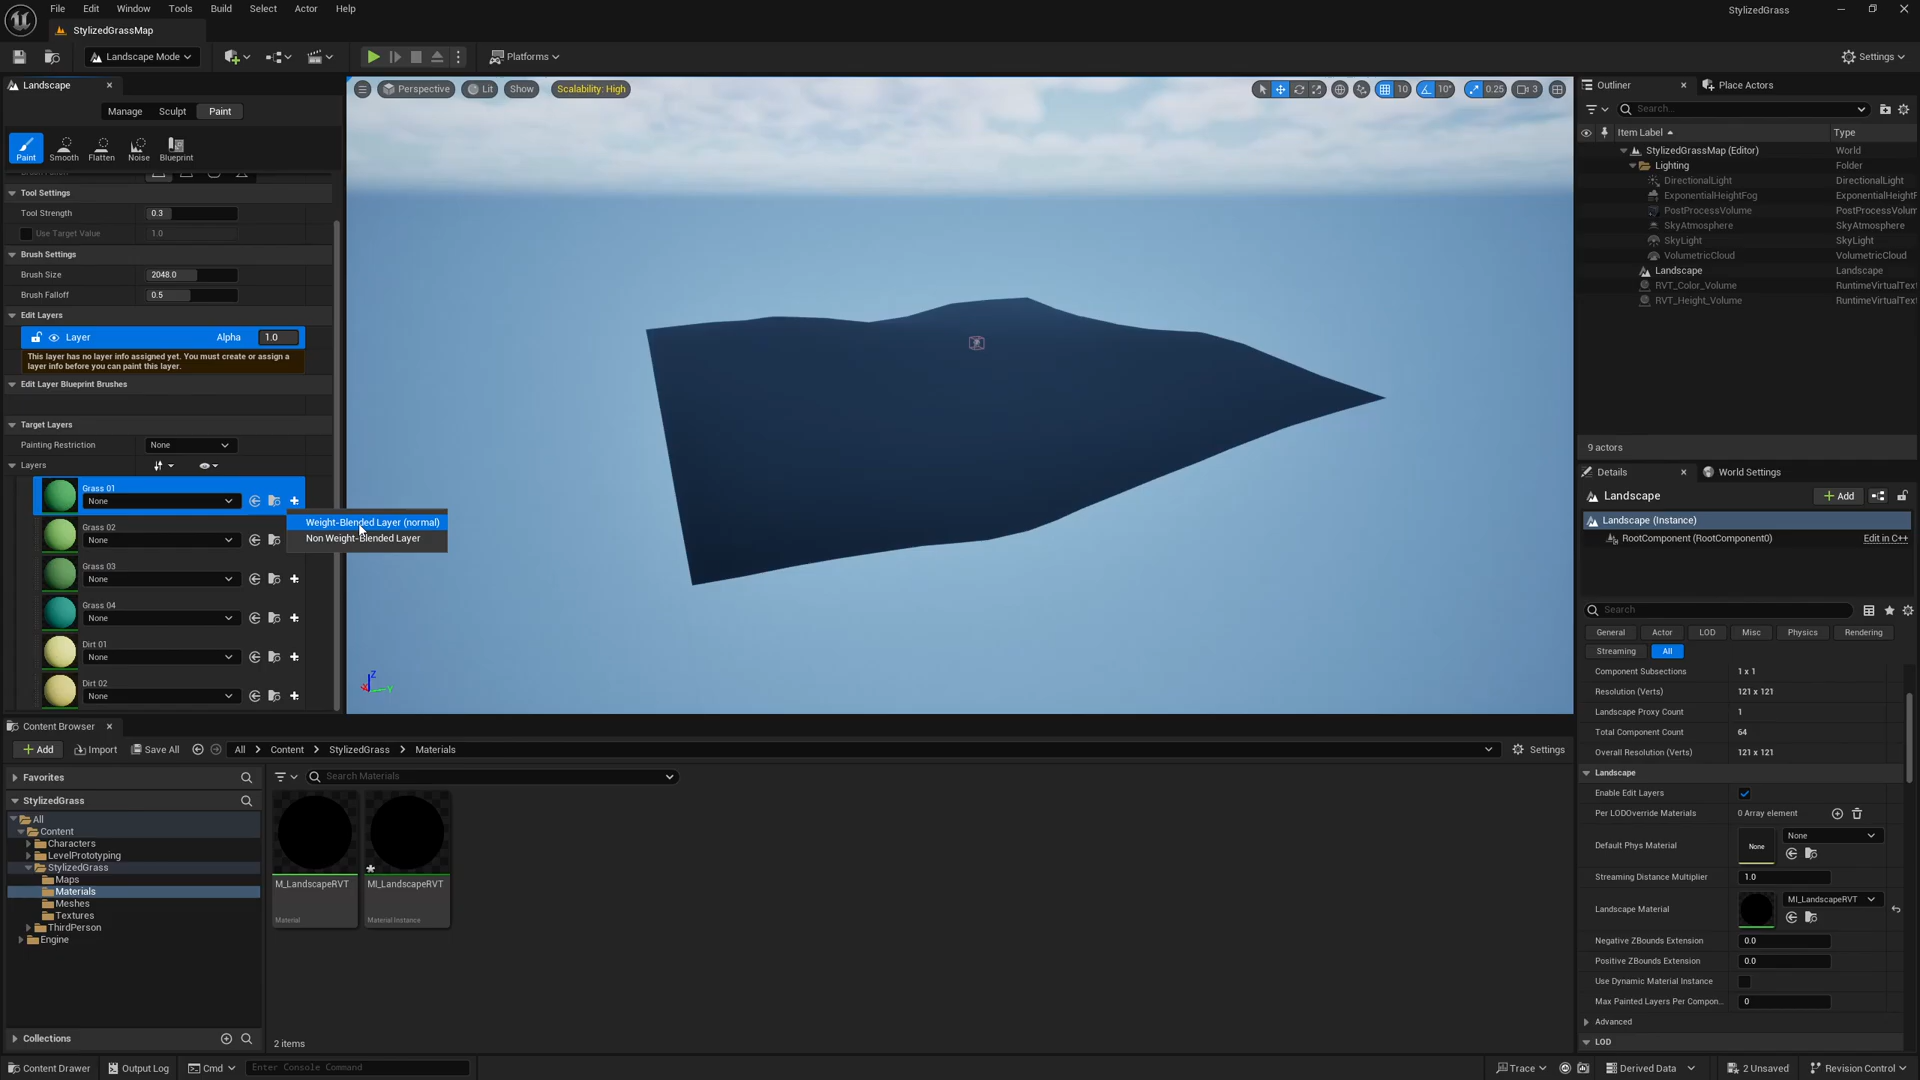 File Edit Window Tools Build Select Actor Help
StylizedGrass
StylizedGrassMap
Landscape Mode
Platforms
Settings
Landscape
Manage Sculpt Paint
Paint Smooth Flatten Noise Blueprint
Tool Settings
Tool Strength 0.3
Use Target Value 1.0
Brush Settings
Brush Size 2048.0
Brush Falloff 0.5
Edit Layers
Layer Alpha 1.0
This layer has no layer info assigned yet. You must create or assign a
layer info before you can paint this layer.
Edit Layer Blueprint Brushes
Target Layers
Painting Restriction None
Layers
Grass 01
None
Grass 02
None
Grass 03
None
Grass 04
None
Dirt 01
None
Dirt 02
None
Weight-Blended Layer (normal)
Non Weight-Blended Layer
Perspective Lit Show Scalability: High
10 10° 0.25 3
Z
Y
Outliner Place Actors
Search...
Item Label Type
StylizedGrassMap (Editor) World
Lighting Folder
DirectionalLight DirectionalLight
ExponentialHeightFog ExponentialHeightF
PostProcessVolume PostProcessVolum
SkyAtmosphere SkyAtmosphere
SkyLight SkyLight
VolumetricCloud VolumetricCloud
Landscape Landscape
RVT_Color_Volume RuntimeVirtualText
RVT_Height_Volume RuntimeVirtualText
9 actors
Details World Settings
Landscape Add
Landscape (Instance)
RootComponent (RootComponent0) Edit in C++
Search
General Actor LOD Misc Physics Rendering
Streaming All
Component Subsections 1 x 1
Resolution (Verts) 121 x 121
Landscape Proxy Count 1
Total Component Count 64
Overall Resolution (Verts) 121 x 121
Landscape
Enable Edit Layers
Per LODOverride Materials 0 Array element
Default Phys Material None None
Streaming Distance Multiplier 1.0
Landscape Material MI_LandscapeRVT
Negative ZBounds Extension 0.0
Positive ZBounds Extension 0.0
Use Dynamic Material Instance
Max Painted Layers Per Compon... 0
Advanced
LOD
Content Browser
Add Import Save All All Content StylizedGrass Materials Settings
Favorites
StylizedGrass
All
Content
Characters
LevelPrototyping
StylizedGrass
Maps
Materials
Meshes
Textures
ThirdPerson
Engine
Collections
Search Materials
M_LandscapeRVT MI_LandscapeRVT
Material Material Instance
2 items
Content Drawer Output Log Cmd Enter Console Command
Trace Derived Data 2 Unsaved Revision Control